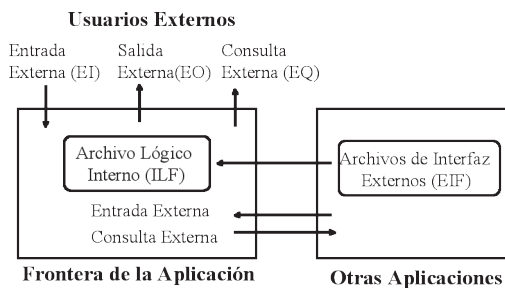 Usuarios Externos
Entrada
Externa (EI)
Salida
Externa(EO)
Consulta
Externa (EQ)
Archivo Lógico
Interno (ILF)
Archivos de Interfaz
Externos (EIF)
Entrada Externa
Consulta Externa
Frontera de la Aplicación
Otras Aplicaciones